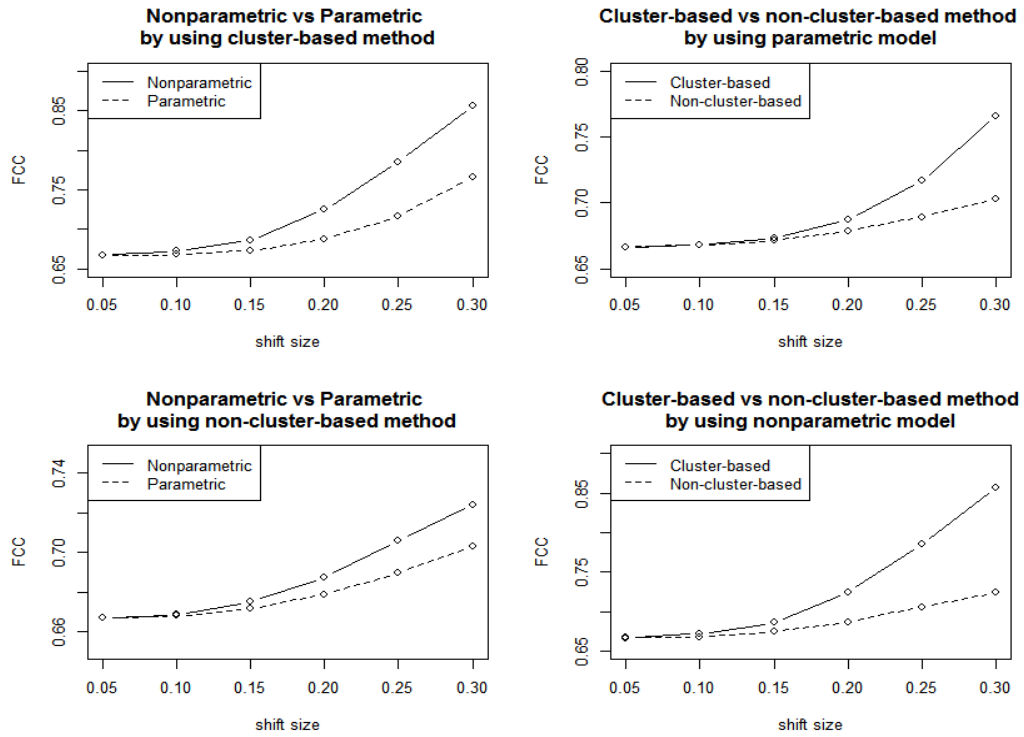 Nonparametric vs Parametric
by using cluster-based method
Nonparametric
Parametric
FCC
0.65
0.75
0.85
0.05 0.10 0.15 0.20 0.25 0.30
shift size
Cluster-based vs non-cluster-based method
by using parametric model
Cluster-based
Non-cluster-based
FCC
0.65
0.70
0.75
0.80
0.05 0.10 0.15 0.20 0.25 0.30
shift size
Nonparametric vs Parametric
by using non-cluster-based method
Nonparametric
Parametric
FCC
0.66
0.70
0.74
0.05 0.10 0.15 0.20 0.25 0.30
shift size
Cluster-based vs non-cluster-based method
by using nonparametric model
Cluster-based
Non-cluster-based
FCC
0.65
0.75
0.85
0.05 0.10 0.15 0.20 0.25 0.30
shift size